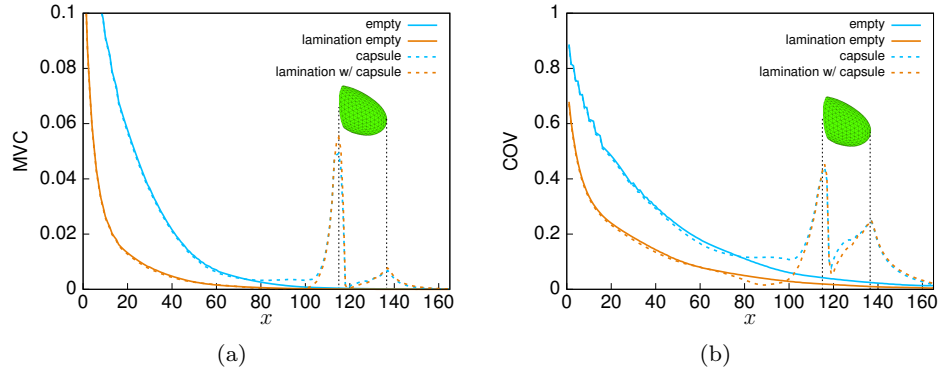 0.1
0.08
0.06
0.04
0.02
0
MVC
0 20 40 60 80 100 120 140 160
x
empty
lamination empty
capsule
lamination w/ capsule
(a)
1
0.8
0.6
0.4
0.2
0
COV
0 20 40 60 80 100 120 140 160
x
empty
lamination empty
capsule
lamination w/ capsule
(b)